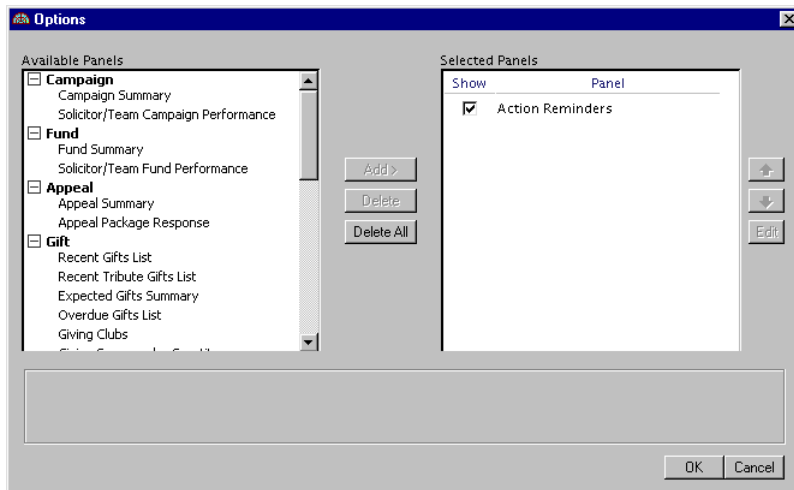 Options
Available Panels
Campaign
Campaign Summary
Solicitor/Team Campaign Performance
Fund
Fund Summary
Solicitor/Team Fund Performance
Appeal
Appeal Summary
Appeal Package Response
Gift
Recent Gifts List
Recent Tribute Gifts List
Expected Gifts Summary
Overdue Gifts List
Giving Clubs
Add >
Delete
Delete All
Selected Panels
Show Panel
Action Reminders
Edit
OK Cancel